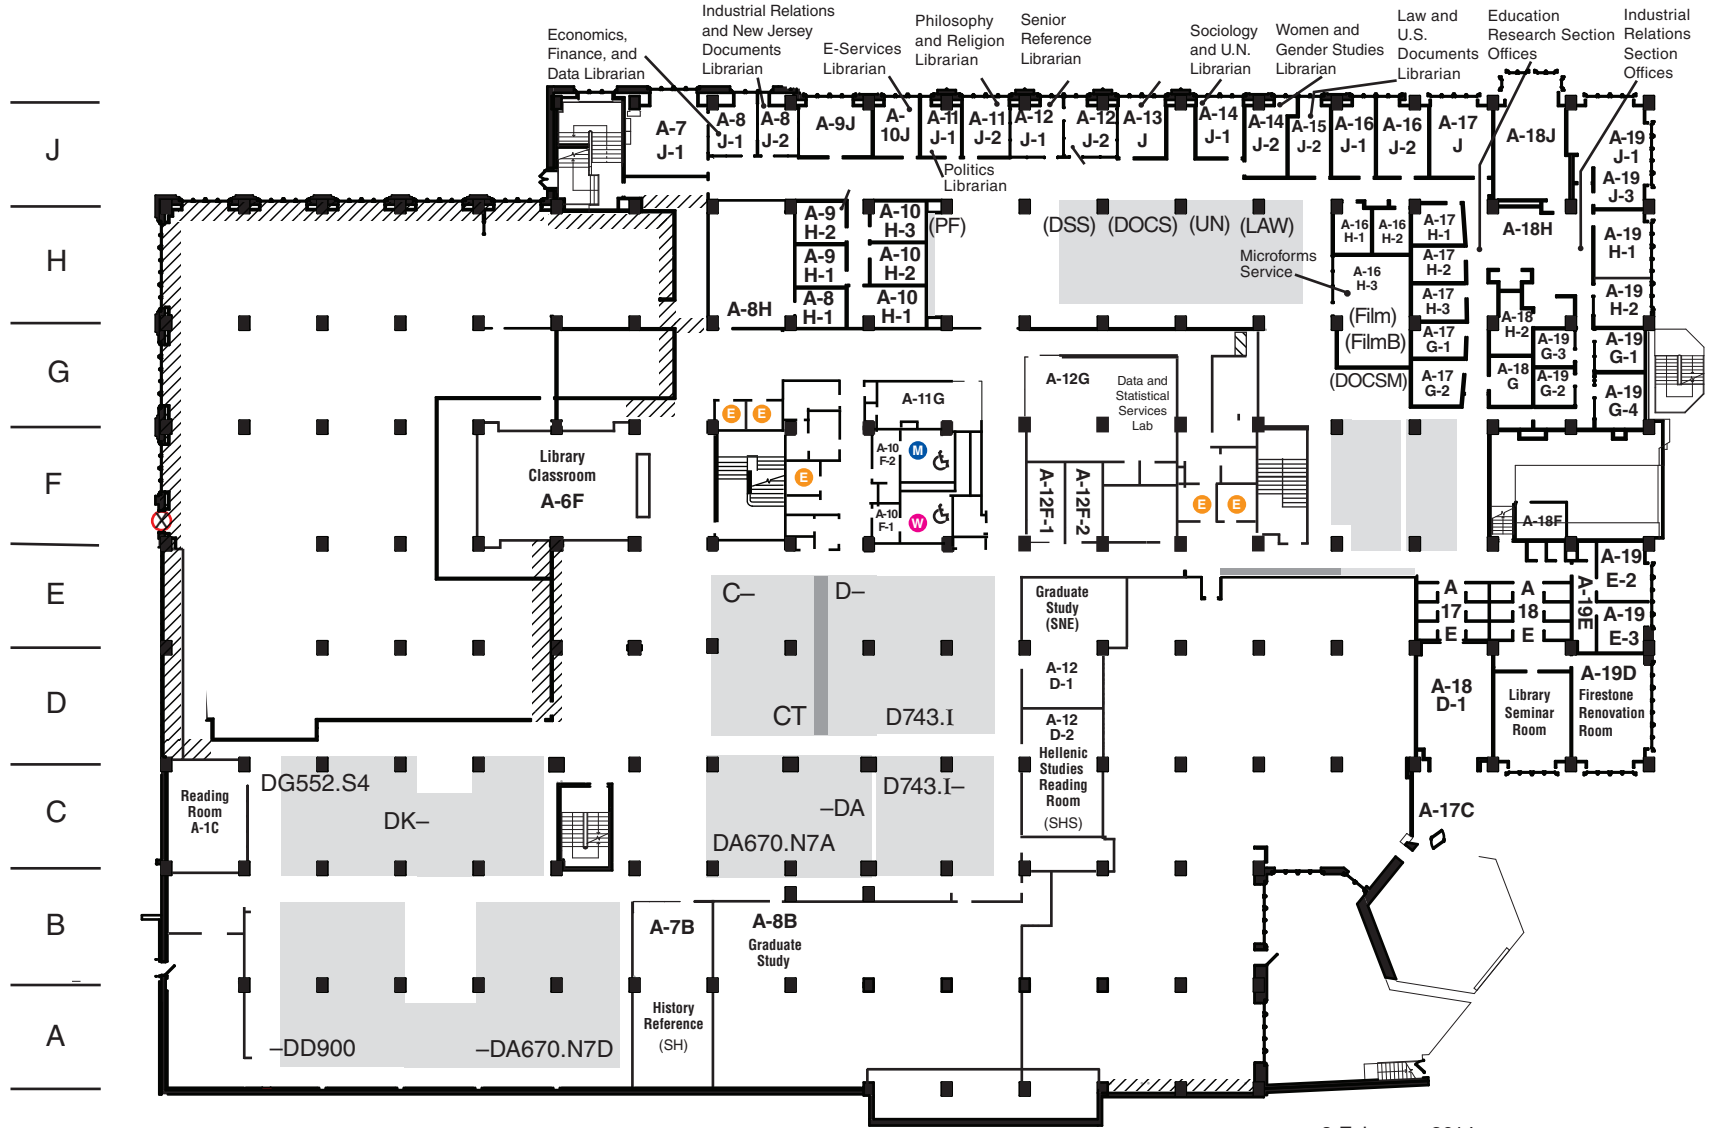 Industrial Relations
and New Jersey
Documents
Librarian
Economics,
Finance, and
Data Librarian
E-Services
Librarian
Philosophy
and Religion
Librarian
Senior
Reference
Librarian
Sociology
and U.N.
Librarian
Women and
Gender Studies
Librarian
Law and
U.S.
Documents
Librarian
Education
Research Section
Offices
Industrial
Relations
Section
Offices
J
A-7
J-1
A-8
J-1
A-8
J-2
A-9J
A-
10J
A-11
J-1
A-11
J-2
A-12
J-1
A-12
J-2
A-13
J
A-14
J-1
A-14
J-2
A-15
J-2
A-16
J-1
A-16
J-2
A-17
J
A-18J
A-19
J-1
A-19
J-3
Politics
Librarian
H
A-8H
A-9
H-2
A-9
H-1
A-8
H-1
A-10
H-3
A-10
H-2
A-10
H-1
(PF)
(DSS)
(DOCS)
(UN)
(LAW)
Microforms
Service
A-16
H-1
A-16
H-2
A-16
H-3
(Film)
(FilmB)
(DOCSM)
A-17
H-1
A-17
H-2
A-17
H-3
A-17
G-1
A-17
G-2
A-18H
A-18
H-2
A-18
G
A-19
G-3
A-19
G-2
A-19
H-1
A-19
H-2
A-19
G-1
A-19
G-4
G
E
E
A-11G
A-12G
Data and
Statistical
Services
Lab
F
Library
Classroom
A-6F
E
A-10
F-2
M
A-10
F-1
W
A-12F-1
A-12F-2
E
E
A-18F
E
C–
D–
Graduate
Study
(SNE)
A
17
E
A
18
E
A-19E
A-19
E-2
A-19
E-3
D
CT
D743.I
A-12
D-1
A-12
D-2
Hellenic
Studies
Reading
Room
(SHS)
A-18
D-1
Library
Seminar
Room
A-19D
Firestone
Renovation
Room
C
Reading
Room
A-1C
DG552.S4
DK–
–DA
DA670.N7A
D743.I–
A-17C
B
A-7B
A-8B
Graduate
Study
A
–DD900
–DA670.N7D
History
Reference
(SH)